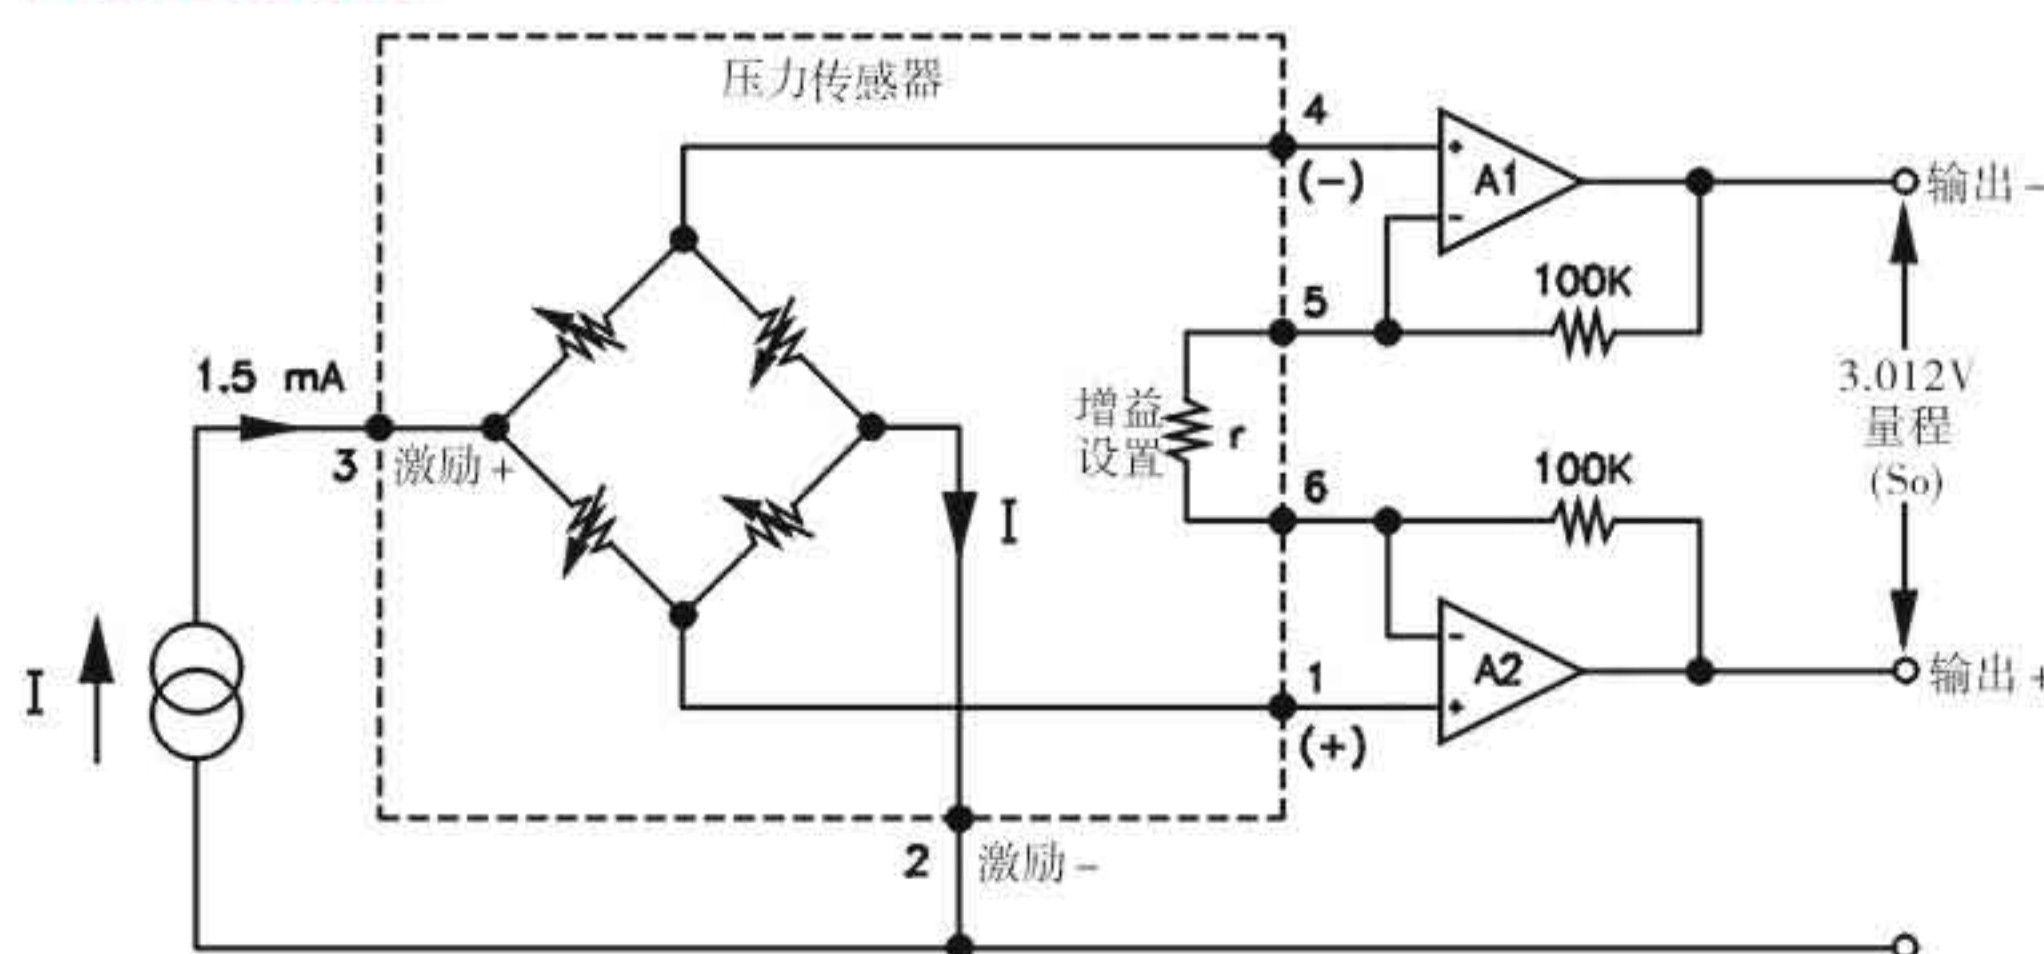 压力传感器
4
(-)
A1
输出 -
5
100K
1.5 mA
3
激励 +
增益
设置
r
3.012V
量程
(So)
6
100K
I
I
1
(+)
A2
输出 +
2
激励 -